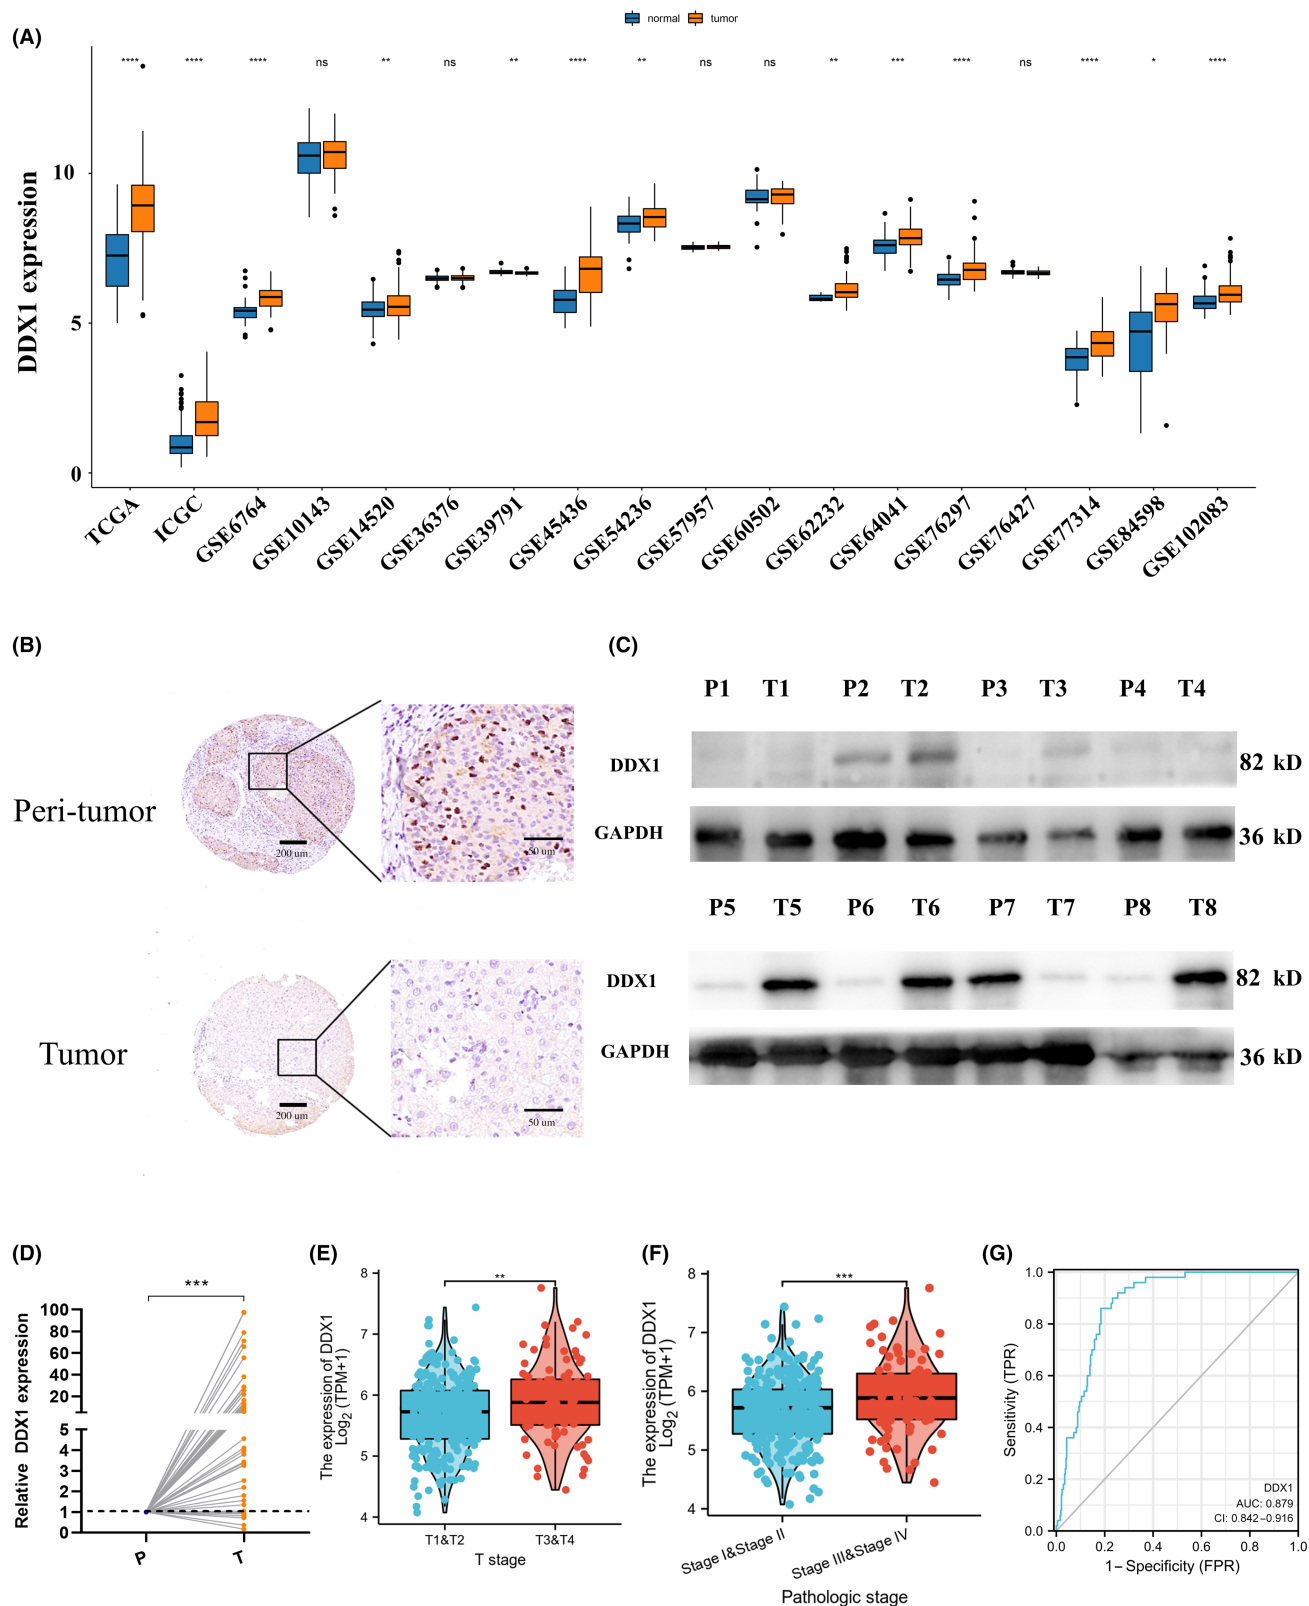 normal tumor
(A)
**** **** **** ns ** ns ** **** ** ns ns ** *** **** ns **** * ****
DDX1 expression
10
5
0
TCGA ICGC GSE6764 GSE10143 GSE14520 GSE36376 GSE39791 GSE45436 GSE54236 GSE57957 GSE60502 GSE62232 GSE64041 GSE76297 GSE76427 GSE77314 GSE84598 GSE102083
(B)
Peri-tumor
200 um
50 um
Tumor
200 um
50 um
(C)
P1 T1 P2 T2 P3 T3 P4 T4
DDX1 82 kD
GAPDH 36 kD
P5 T5 P6 T6 P7 T7 P8 T8
DDX1 82 kD
GAPDH 36 kD
(D)
***
Relative DDX1 expression
100
80
60
40
20
5
4
3
2
1
0
P T
(E)
**
The expression of DDX1
Log2 (TPM+1)
8
7
6
5
4
T1&T2 T3&T4
T stage
(F)
***
The expression of DDX1
Log2 (TPM+1)
8
7
6
5
4
Stage I&Stage II Stage III&Stage IV
Pathologic stage
(G)
Sensitivity (TPR)
1.0
0.8
0.6
0.4
0.2
0.0
DDX1
AUC: 0.879
CI: 0.842–0.916
0.0 0.2 0.4 0.6 0.8 1.0
1–Specificity (FPR)